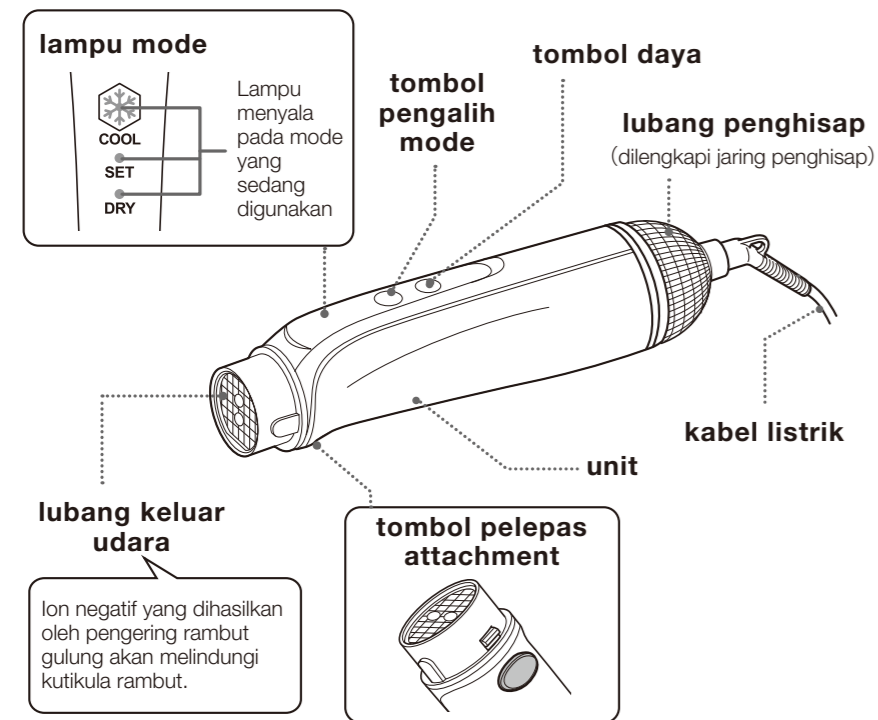 lampu mode
COOL
SET
DRY
Lampu
menyala
pada mode
yang
sedang
digunakan
tombol
pengalih
mode
tombol daya
lubang penghisap
(dilengkapi jaring penghisap)
kabel listrik
unit
lubang keluar
udara
Ion negatif yang dihasilkan
oleh pengering rambut
gulung akan melindungi
kutikula rambut.
tombol pelepas
attachment